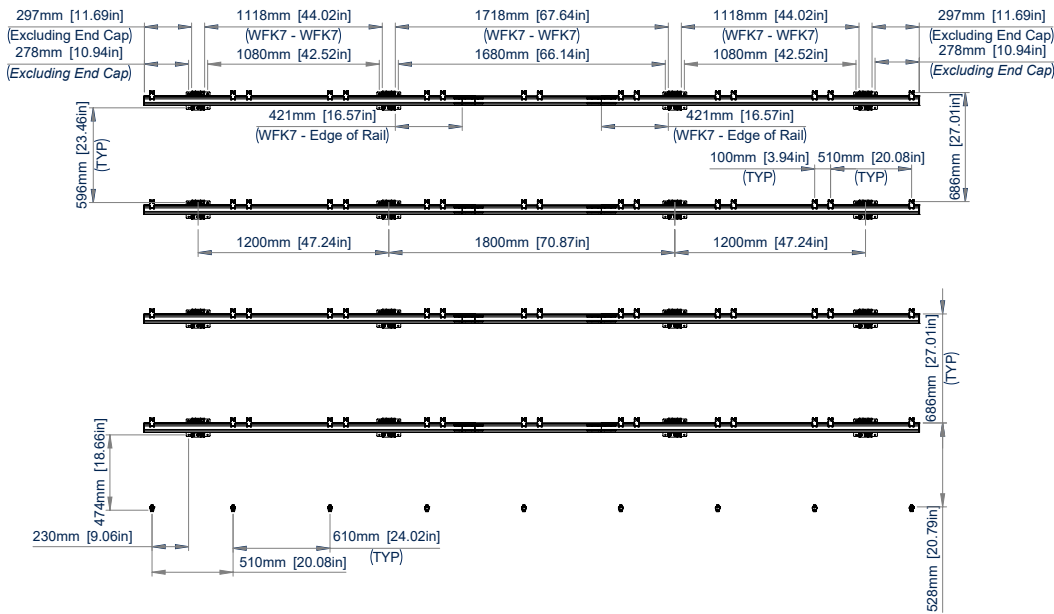 297mm [11.69in]
(Excluding End Cap)
278mm [10.94in]
(Excluding End Cap)
1118mm [44.02in]
(WFK7 - WFK7)
1080mm [42.52in]
1718mm [67.64in]
(WFK7 - WFK7)
1680mm [66.14in]
1118mm [44.02in]
(WFK7 - WFK7)
1080mm [42.52in]
297mm [11.69in]
(Excluding End Cap)
278mm [10.94in]
(Excluding End Cap)
596mm [23.46in]
(TYP)
421mm [16.57in]
(WFK7 - Edge of Rail)
421mm [16.57in]
(WFK7 - Edge of Rail)
100mm [3.94in]
(TYP)
510mm [20.08in]
(TYP)
686mm [27.01in]
1200mm [47.24in]
1800mm [70.87in]
1200mm [47.24in]
686mm [27.01in]
(TYP)
474mm [18.66in]
230mm [9.06in]
510mm [20.08in]
610mm [24.02in]
(TYP)
528mm [20.79in]